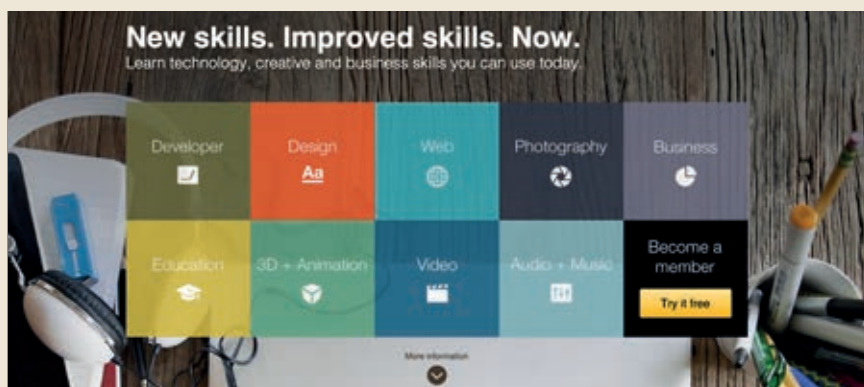 New skills. Improved skills. Now.
Learn technology, creative and business skills you can use today.
Developer
Design
Aa
Web
Photography
Business
Education
3D + Animation
Video
Audio + Music
Become a
member
Try it free
More information